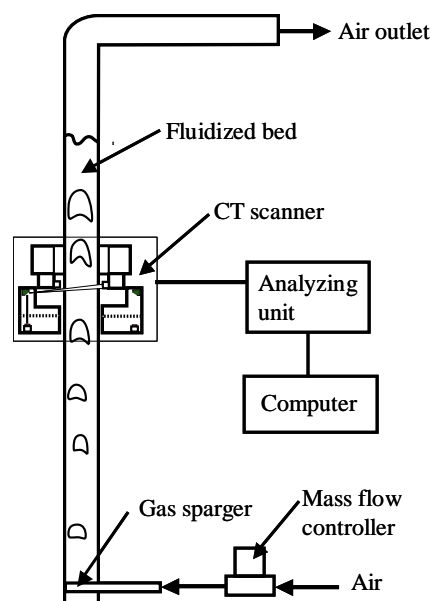 Air outlet
Fluidized bed
CT scanner
Analyzing
unit
Computer
Mass flow
controller
Gas sparger
Air